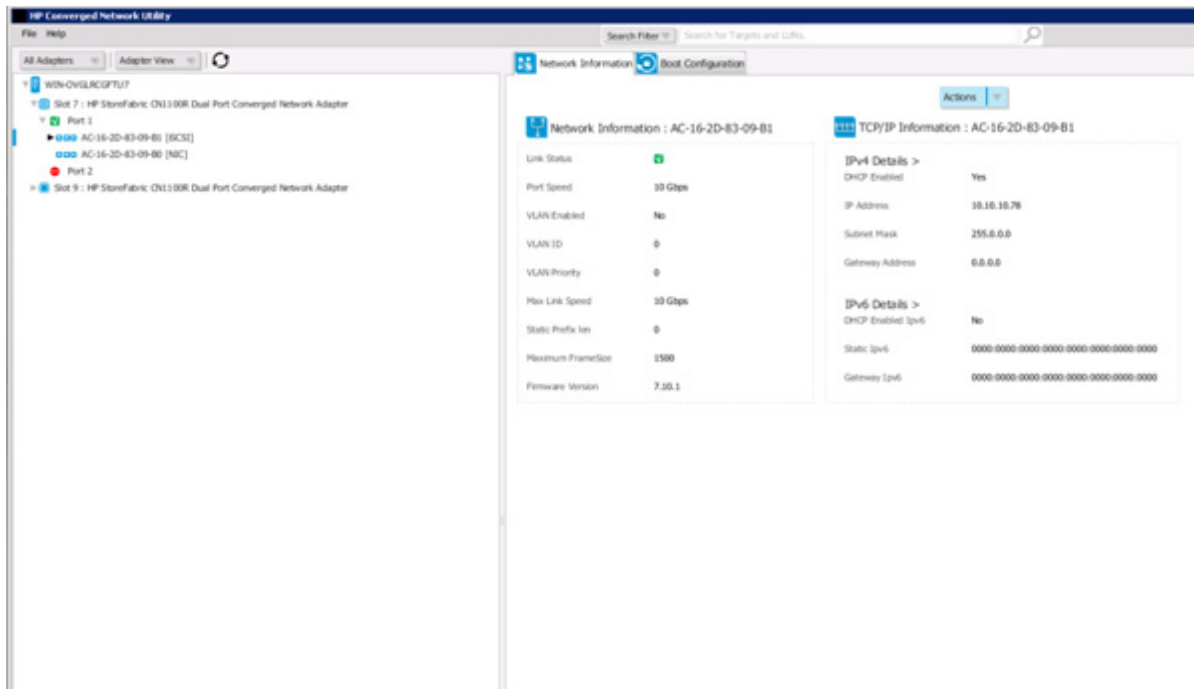 HP Converged Network Utility
File Help
Search Filter
Search for Targets and LUNs.
All Adapters
Adapter View
Network Information
Boot Configuration
WIN-OVGLRCGFTU7
Slot 7 : HP StoreFabric CN1100R Dual Port Converged Network Adapter
Port 1
AC-16-2D-83-09-B1 [ISCSI]
AC-16-2D-83-09-B0 [NIC]
Port 2
Slot 9 : HP StoreFabric CN1100R Dual Port Converged Network Adapter
Actions
Network Information : AC-16-2D-83-09-B1
Link Status
Port Speed 10 Gbps
VLAN Enabled No
VLAN ID 0
VLAN Priority 0
Max Link Speed 10 Gbps
Static Prefix len 0
Maximum FrameSize 1500
Firmware Version 7.10.1
TCP/IP Information : AC-16-2D-83-09-B1
IPv4 Details >
DHCP Enabled Yes
IP Address 10.10.10.78
Subnet Mask 255.0.0.0
Gateway Address 0.0.0.0
IPv6 Details >
DHCP Enabled Ipv6 No
Static Ipv6 0000:0000:0000:0000:0000:0000:0000:0000
Gateway Ipv6 0000:0000:0000:0000:0000:0000:0000:0000